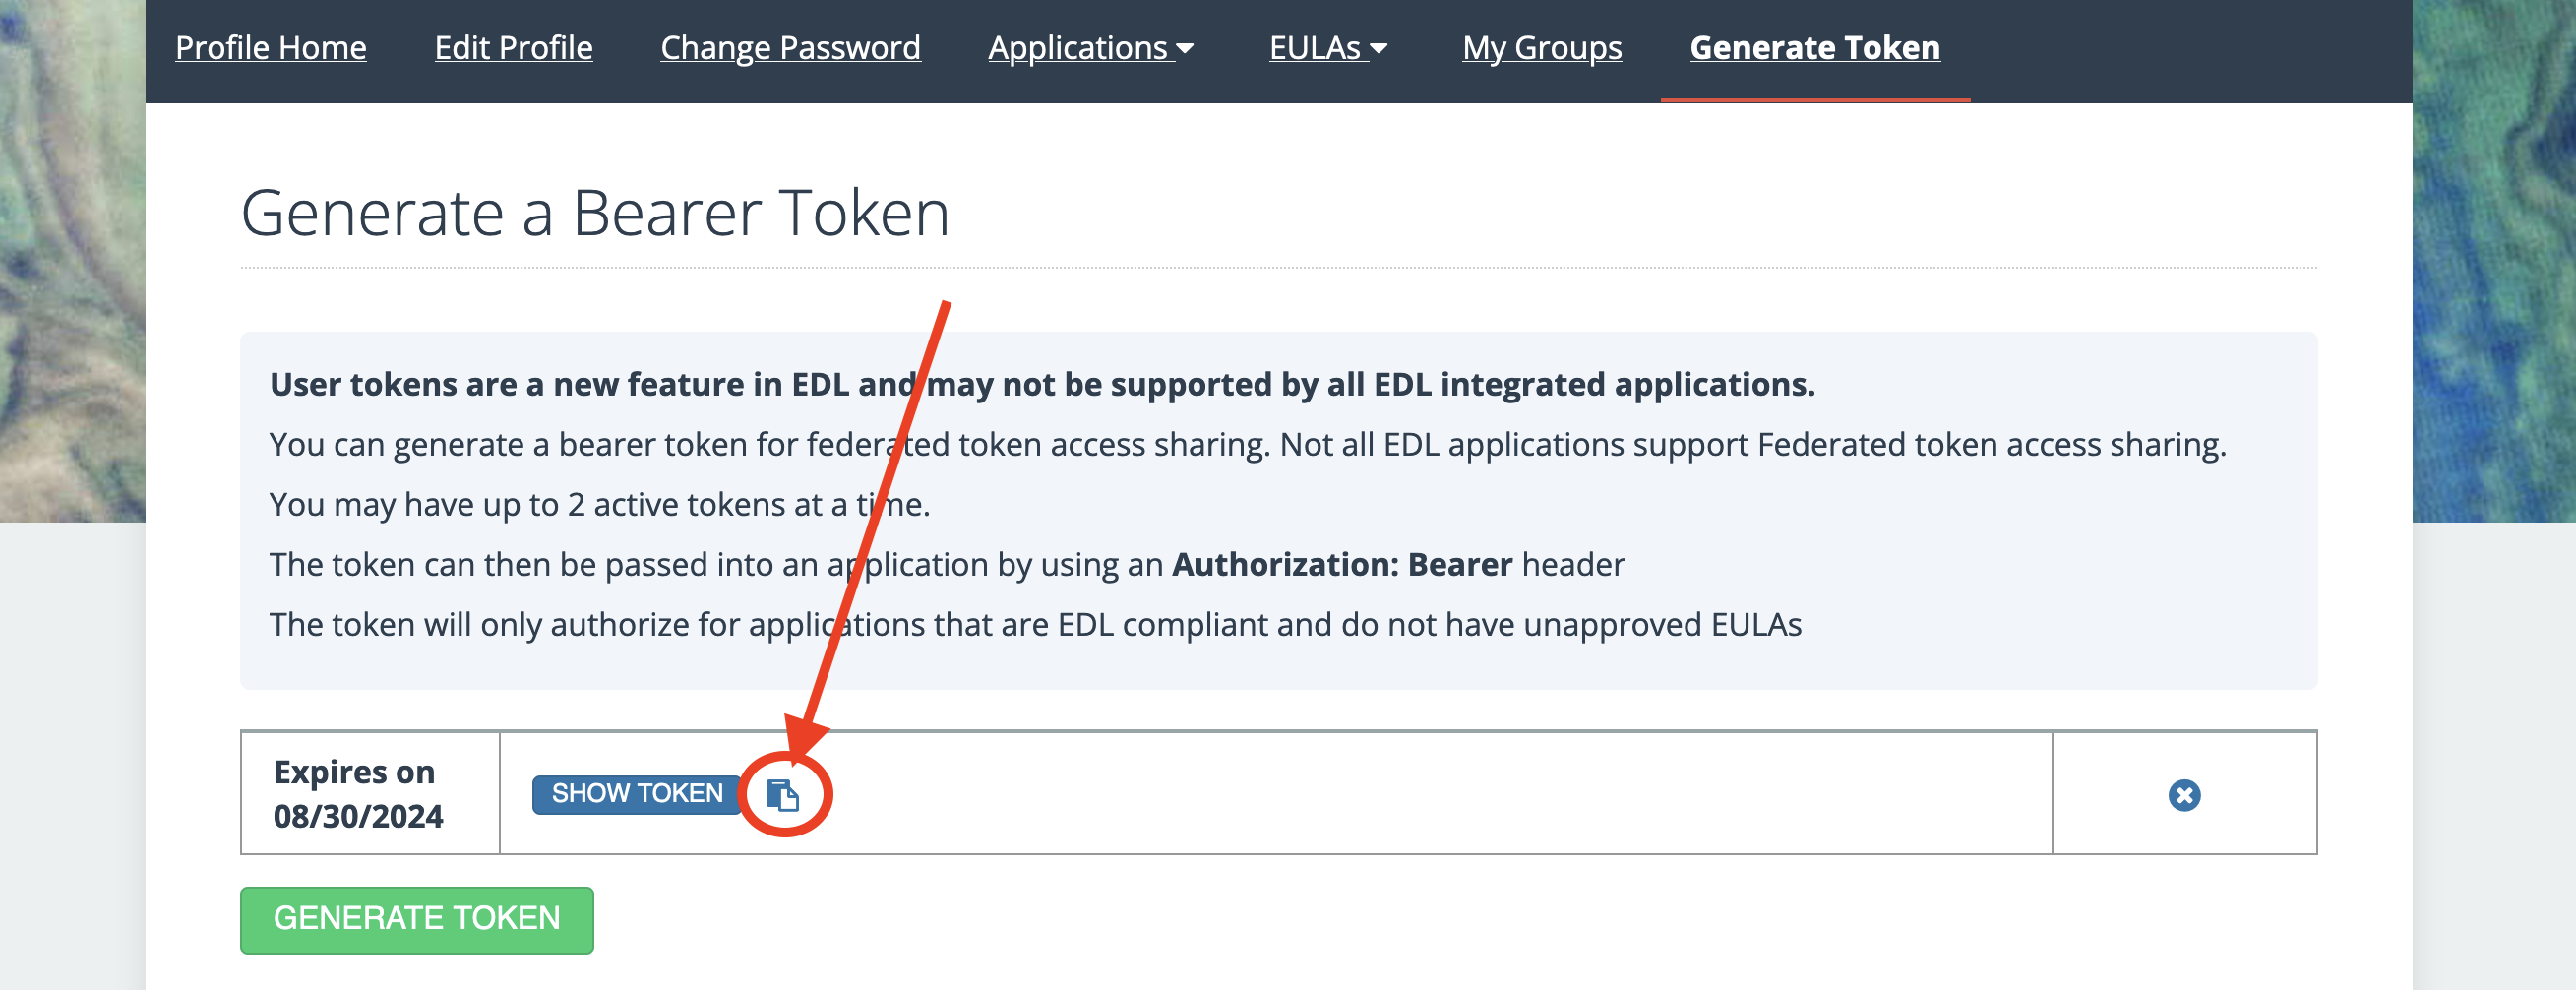 Profile Home Edit Profile Change Password Applications EULAs My Groups Generate Token
Generate a Bearer Token
User tokens are a new feature in EDL and may not be supported by all EDL integrated applications.
You can generate a bearer token for federated token access sharing. Not all EDL applications support Federated token access sharing.
You may have up to 2 active tokens at a time.
The token can then be passed into an application by using an Authorization: Bearer header
The token will only authorize for applications that are EDL compliant and do not have unapproved EULAs
Expires on
08/30/2024
SHOW TOKEN
GENERATE TOKEN